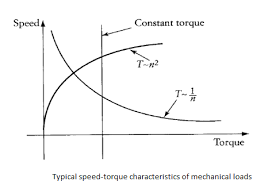 Speed
Constant torque
T~n²
T~1/n
Torque
Typical speed-torque characteristics of mechanical loads